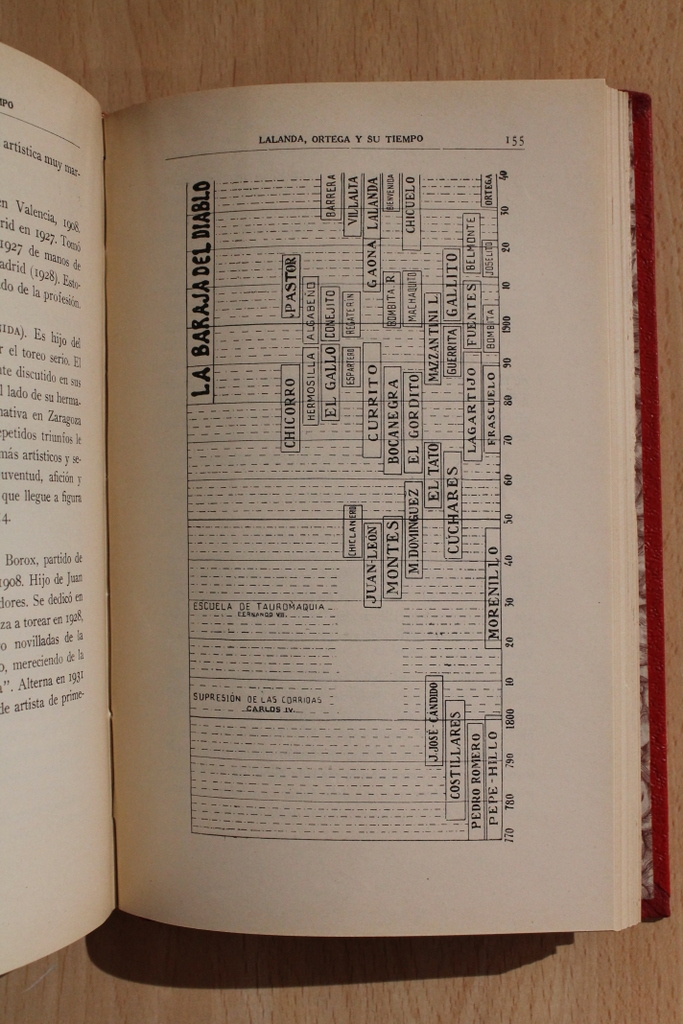 PO
artística muy mar-
en Valencia, 1908.
rid en 1927. Tomó
1927 de manos de
adrid (1928). Esto-
do de la profesión.
IDA). Es hijo del
r el toreo serio. El
te discutido en sus
l lado de su herma-
nativa en Zaragoza
petidos triunfos le
más artísticos y se-
uventud, afición y
que llegue a figura
4.
Borox, partido de
1908. Hijo de Juan
dores. Se dedicó en
za a torear en 1928,
o novilladas de la
o, mereciendo de la
a". Alterna en 1931
de artista de prime-
LALANDA, ORTEGA Y SU TIEMPO 155
LA BARAJA DEL DIABLO
CHICORRO
PASTOR
HERMOSILLA
ALGABEÑO
EL GALLO
CONEJITO
BARRERA
CHICLANERO
ESPARTERO
REGATERIN
VILLALTA
JUAN-LEÓN
CURRITO
GAONA
LALANDA
MONTES
BOCANEGRA
BOMBITA.R
BIENVENIDA
M.DOMINGUEZ
EL GORDITO
MACHAQUITO
CHICUELO
J.JOSE-CÁNDIDO
EL TATO
MAZZANTINI L.
COSTILLARES
CUCHARES
GUERRITA
GALLITO
PEDRO ROMERO
LAGARTIJO
FUENTES
BELMONTE
PEPE-HILLO
MORENILLO
FRASCUELO
BOMBITA
JOSELITO
ORTEGA
ESCUELA DE TAUROMAQUIA
FERNANDO VII.
SUPRESIÓN DE LAS CORRIDAS
CARLOS IV.
770 780 790 1800 10 20 30 40 50 60 70 80 90 1900 10 20 30 40